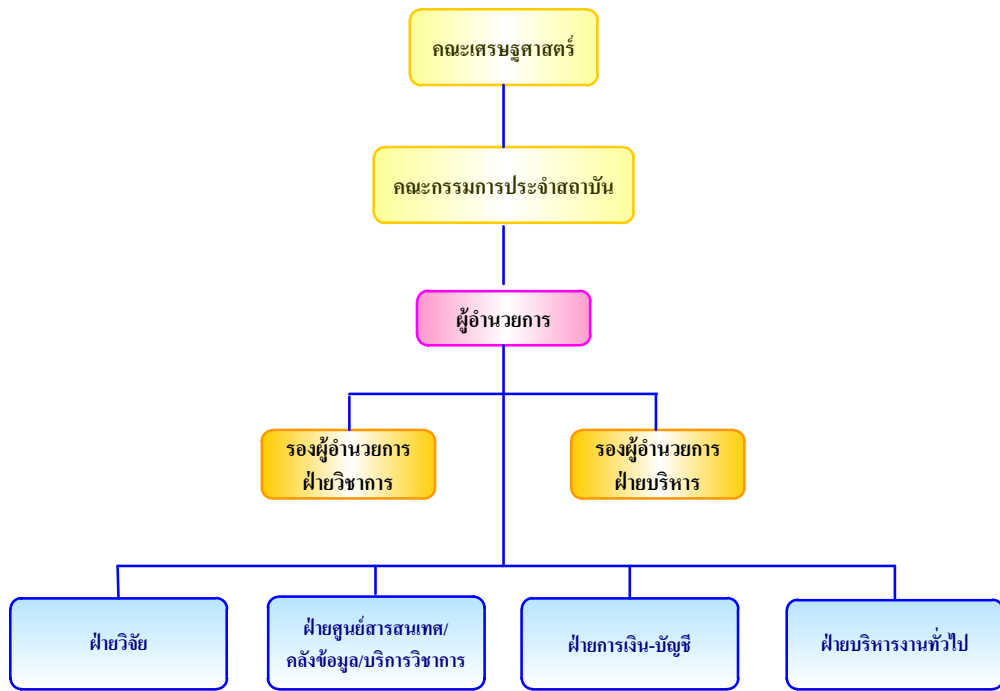 คณะเศรษฐศาสตร์
คณะกรรมการประจำสถาบัน
ผู้อำนวยการ
รองผู้อำนวยการ
ฝ่ายวิชาการ
รองผู้อำนวยการ
ฝ่ายบริหาร
ฝ่ายวิจัย
ฝ่ายศูนย์สารสนเทศ/
คลังข้อมูล/บริการวิชาการ
ฝ่ายการเงิน-บัญชี
ฝ่ายบริหารงานทั่วไป